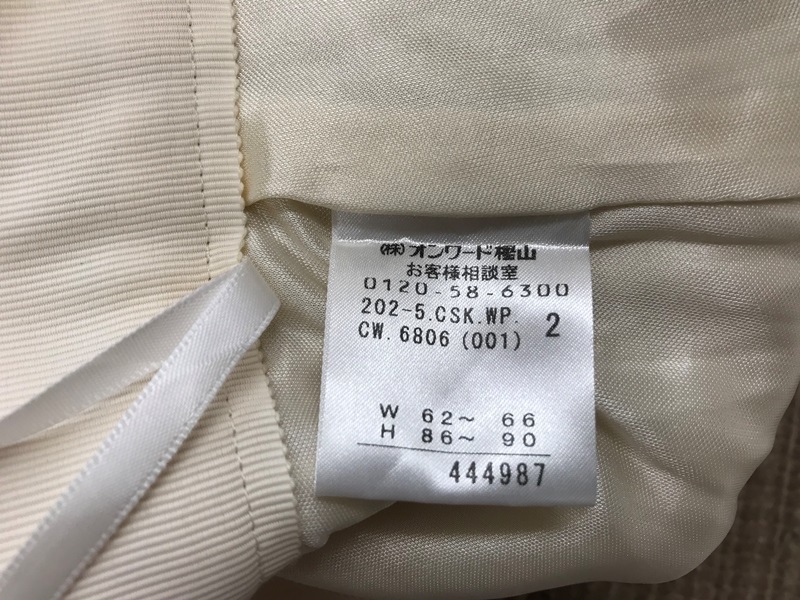 (株)オンワード樫山
お客様相談室
0120-58-6300
202-5.CSK.WP. 2
CW.6806 (001)
W 62～ 66
H 86～ 90
444987